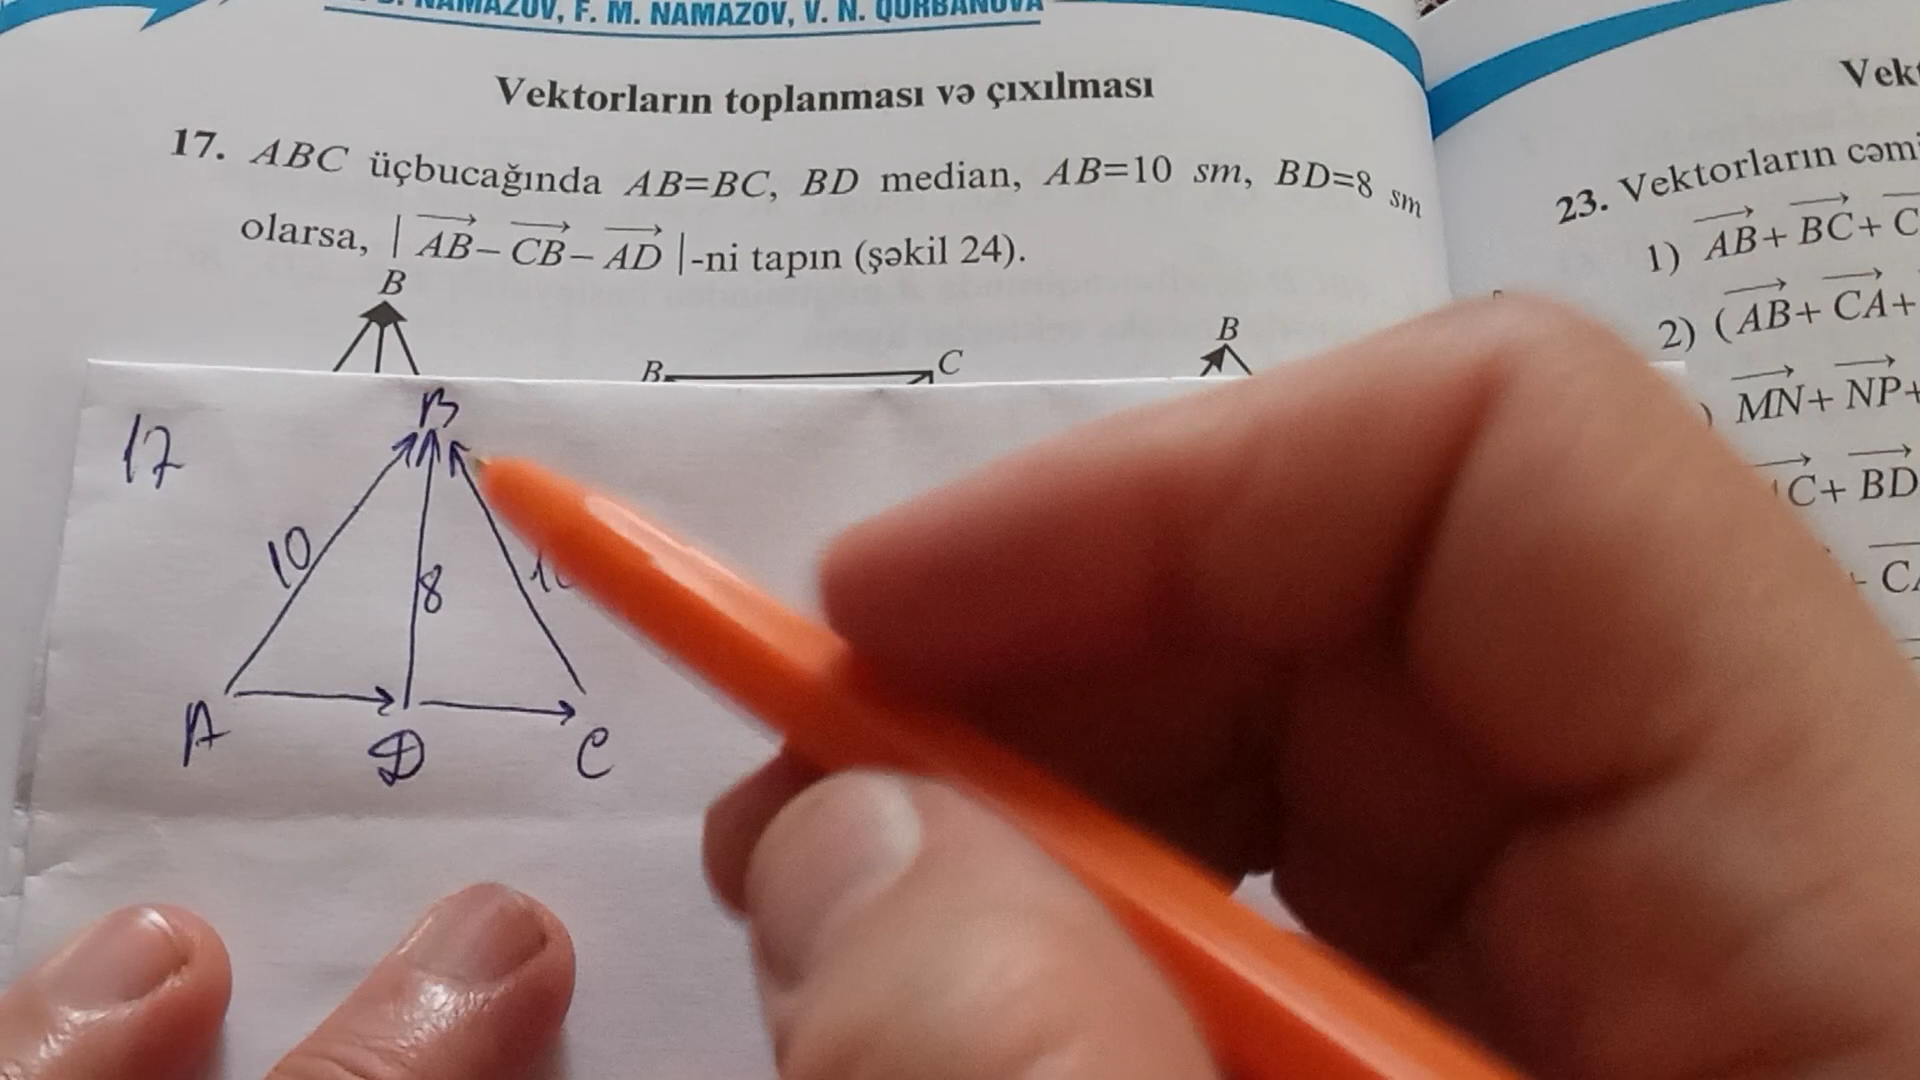 NAMAZOV, F. M. NAMAZOV, V. N. QURBANOVA
Vektorların toplanması və çıxılması
17. ABC üçbucağında AB=BC, BD median, AB=10 sm, BD=8 sm
olarsa, | AB− CB− AD |-ni tapın (şəkil 24).
B
B C
B
17
B
10
8
A
D
C
23. Vektorların
1) AB+ BC+ C
2) (AB+ CA+
) MN+ NP+
C+ BD